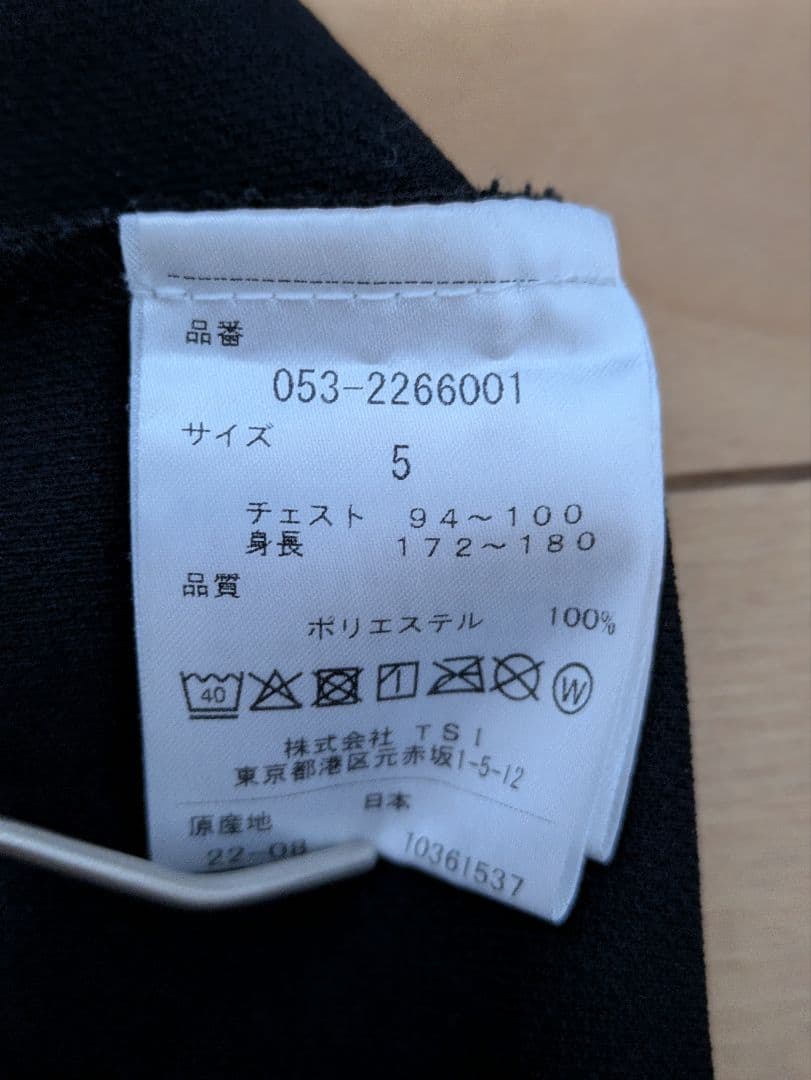 品番
053-2266001
サイズ
5
チェスト 94～100
身長 172～180
品質
ポリエステル 100%
40 W
株式会社 TSI
東京都港区元赤坂1-5-12
原産地 日本
22-08 10361537